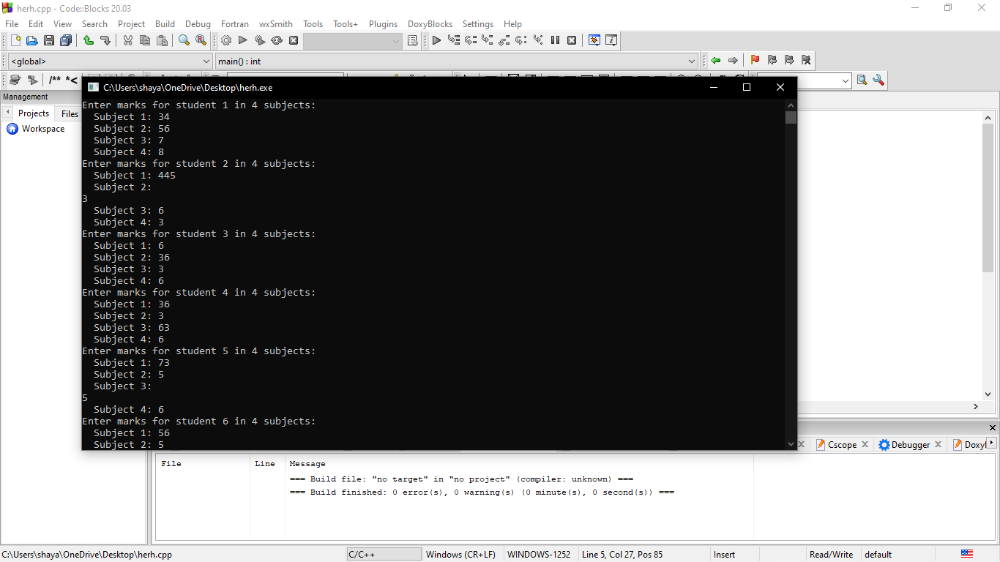 herh.cpp - Code::Blocks 20.03
File Edit View Search Project Build Debug Fortran wxSmith Tools Tools+ Plugins DoxyBlocks Settings Help
<global> main() : int
/** *<
Management
Projects Files
Workspace
C:\Users\shaya\OneDrive\Desktop\herh.exe
Enter marks for student 1 in 4 subjects:
Subject 1: 34
Subject 2: 56
Subject 3: 7
Subject 4: 8
Enter marks for student 2 in 4 subjects:
Subject 1: 445
Subject 2:
3
Subject 3: 6
Subject 4: 3
Enter marks for student 3 in 4 subjects:
Subject 1: 6
Subject 2: 36
Subject 3: 3
Subject 4: 6
Enter marks for student 4 in 4 subjects:
Subject 1: 36
Subject 2: 3
Subject 3: 63
Subject 4: 6
Enter marks for student 5 in 4 subjects:
Subject 1: 73
Subject 2: 5
Subject 3:
5
Subject 4: 6
Enter marks for student 6 in 4 subjects:
Subject 1: 56
Subject 2: 5
Cscope Debugger Doxyl
File Line Message
=== Build file: "no target" in "no project" (compiler: unknown) ===
=== Build finished: 0 error(s), 0 warning(s) (0 minute(s), 0 second(s)) ===
C:\Users\shaya\OneDrive\Desktop\herh.cpp C/C++ Windows (CR+LF) WINDOWS-1252 Line 5, Col 27, Pos 85 Insert Read/Write default